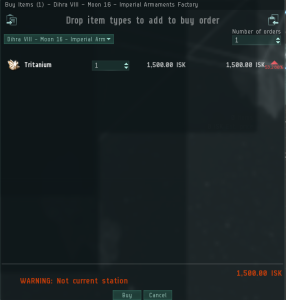 Buy Items (1) - Dihra VIII - Moon 16 - Imperial Armaments Factory
Drop item types to add to buy order
Number of orders
Dihra VIII - Moon 16 - Imperial Arm
1
Tritanium
1
1,500.00 ISK
1,500.00 ISK
1,500.00 ISK
WARNING: Not current station
Buy
Cancel